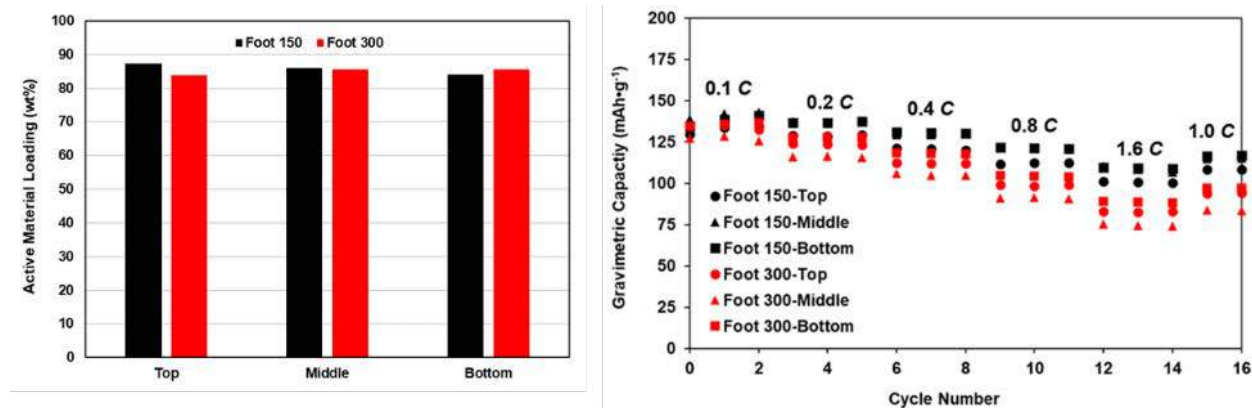 100
90
80
70
60
50
40
30
20
10
0
Active Material Loading (wt%)
Foot 150 Foot 300
Top Middle Bottom
200
175
150
125
100
75
50
25
0
Gravimetric Capactiy (mAh•g⁻¹)
0.1 C
0.2 C
0.4 C
0.8 C
1.6 C
1.0 C
Foot 150-Top
Foot 150-Middle
Foot 150-Bottom
Foot 300-Top
Foot 300-Middle
Foot 300-Bottom
0 2 4 6 8 10 12 14 16
Cycle Number